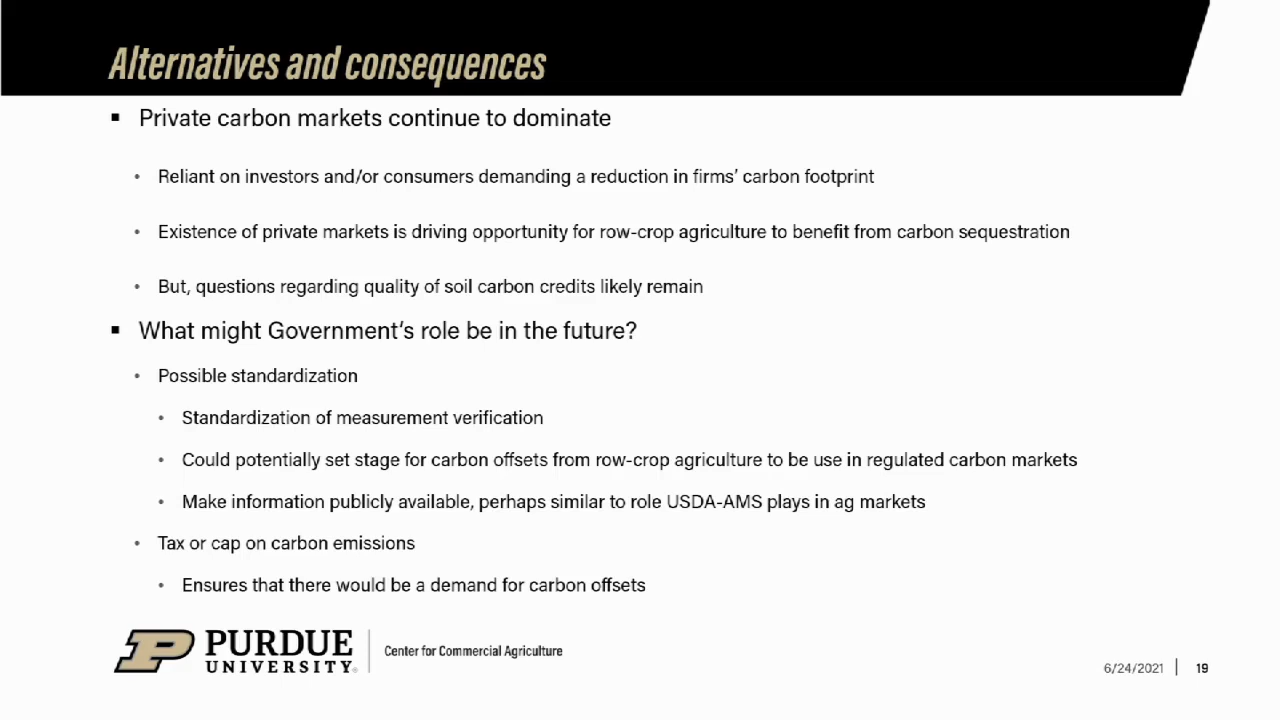 Alternatives and consequences
▪ Private carbon markets continue to dominate
• Reliant on investors and/or consumers demanding a reduction in firms' carbon footprint
• Existence of private markets is driving opportunity for row-crop agriculture to benefit from carbon sequestration
• But, questions regarding quality of soil carbon credits likely remain
▪ What might Government's role be in the future?
• Possible standardization
• Standardization of measurement verification
• Could potentially set stage for carbon offsets from row-crop agriculture to be use in regulated carbon markets
• Make information publicly available, perhaps similar to role USDA-AMS plays in ag markets
• Tax or cap on carbon emissions
• Ensures that there would be a demand for carbon offsets
P PURDUE
UNIVERSITY®
Center for Commercial Agriculture
6/24/2021 | 19